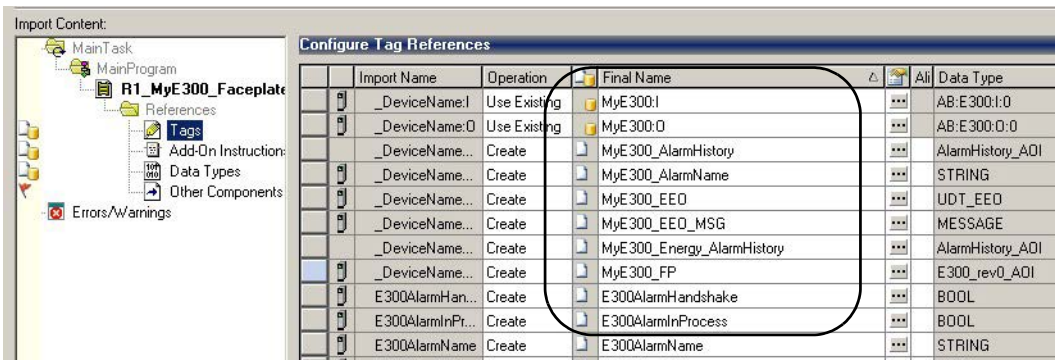 Import Content:
MainTask
MainProgram
R1_MyE300_Faceplate
References
Tags
Add-On Instruction
Data Types
Other Components
Errors/Warnings
Configure Tag References
Import Name Operation Final Name Ali Data Type
_DeviceName:I Use Existing MyE300:I ... AB:E300:I:0
_DeviceName:O Use Existing MyE300:O ... AB:E300:O:0
_DeviceName... Create MyE300_AlarmHistory ... AlarmHistory_AOI
_DeviceName... Create MyE300_AlarmName ... STRING
_DeviceName... Create MyE300_EEO ... UDT_EEO
_DeviceName... Create MyE300_EEO_MSG ... MESSAGE
_DeviceName... Create MyE300_Energy_AlarmHistory ... AlarmHistory_AOI
_DeviceName... Create MyE300_FP ... E300_rev0_AOI
E300AlarmHan... Create E300AlarmHandshake ... BOOL
E300AlarmInPr... Create E300AlarmInProcess ... BOOL
E300AlarmName Create E300AlarmName ... STRING